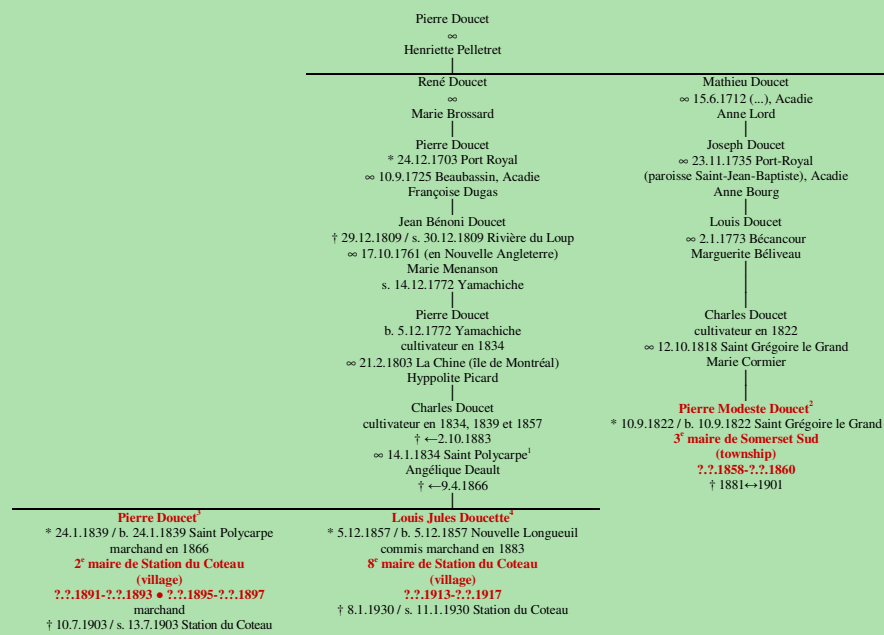 Pierre Doucet
∞
Henriette Pelletret
René Doucet
∞
Marie Brossard
Pierre Doucet
* 24.12.1703 Port Royal
∞ 10.9.1725 Beaubassin, Acadie
Françoise Dugas
Jean Bénoni Doucet
† 29.12.1809 / s. 30.12.1809 Rivière du Loup
∞ 17.10.1761 (en Nouvelle Angleterre)
Marie Menanson
s. 14.12.1772 Yamachiche
Pierre Doucet
b. 5.12.1772 Yamachiche
cultivateur en 1834
∞ 21.2.1803 La Chine (île de Montréal)
Hyppolite Picard
Charles Doucet
cultivateur en 1834, 1839 et 1857
† ←2.10.1883
∞ 14.1.1834 Saint Polycarpe¹
Angélique Deault
† ←9.4.1866
Mathieu Doucet
∞ 15.6.1712 (...), Acadie
Anne Lord
Joseph Doucet
∞ 23.11.1735 Port-Royal
(paroisse Saint-Jean-Baptiste), Acadie
Anne Bourg
Louis Doucet
∞ 2.1.1773 Bécancour
Marguerite Béliveau
Charles Doucet
cultivateur en 1822
∞ 12.10.1818 Saint Grégoire le Grand
Marie Cormier
Pierre Modeste Doucet²
* 10.9.1822 / b. 10.9.1822 Saint Grégoire le Grand
3e maire de Somerset Sud
(township)
?.?.1858-?.?.1860
† 1881↔1901
Pierre Doucet³
* 24.1.1839 / b. 24.1.1839 Saint Polycarpe
marchand en 1866
2e maire de Station du Coteau
(village)
?.?.1891-?.?.1893 ● ?.?.1895-?.?.1897
marchand
† 10.7.1903 / s. 13.7.1903 Station du Coteau
Louis Jules Doucette⁴
* 5.12.1857 / b. 5.12.1857 Nouvelle Longueuil
commis marchand en 1883
8e maire de Station du Coteau
(village)
?.?.1913-?.?.1917
† 8.1.1930 / s. 11.1.1930 Station du Coteau